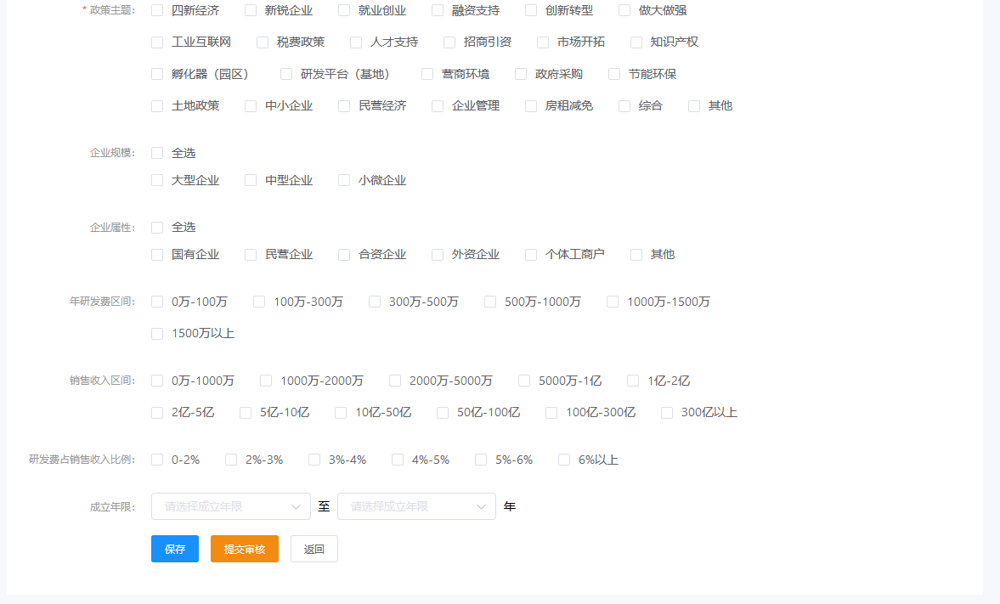 * 政策主题: 四新经济 新锐企业 就业创业 融资支持 创新转型 做大做强
工业互联网 税费政策 人才支持 招商引资 市场开拓 知识产权
孵化器（园区） 研发平台（基地） 营商环境 政府采购 节能环保
土地政策 中小企业 民营经济 企业管理 房租减免 综合 其他
企业规模: 全选
大型企业 中型企业 小微企业
企业属性: 全选
国有企业 民营企业 合资企业 外资企业 个体工商户 其他
年研发费区间: 0万-100万 100万-300万 300万-500万 500万-1000万 1000万-1500万
1500万以上
销售收入区间: 0万-1000万 1000万-2000万 2000万-5000万 5000万-1亿 1亿-2亿
2亿-5亿 5亿-10亿 10亿-50亿 50亿-100亿 100亿-300亿 300亿以上
研发费占销售收入比例: 0-2% 2%-3% 3%-4% 4%-5% 5%-6% 6%以上
成立年限: 请选择成立年限 至 请选择成立年限 年
保存 提交审核 返回